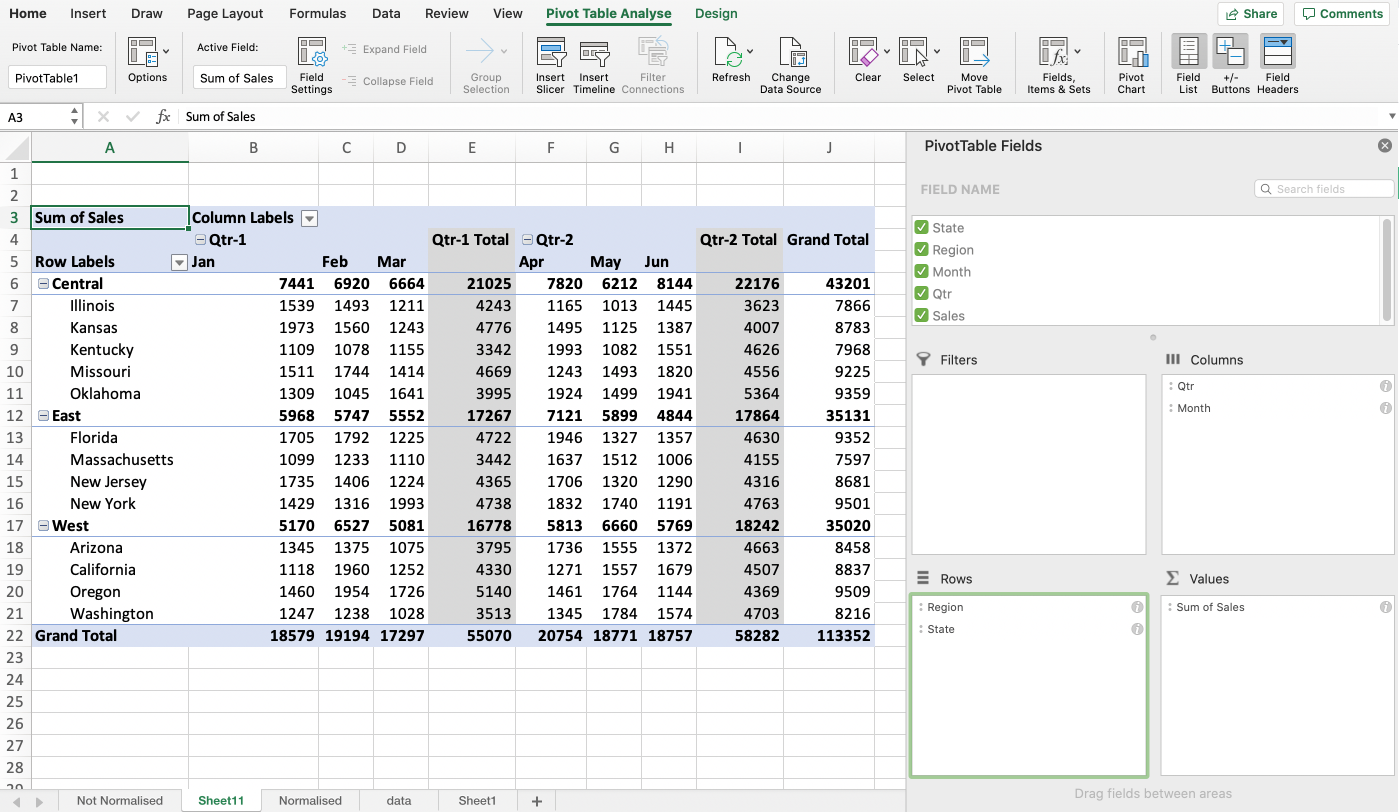 Home Insert Draw Page Layout Formulas Data Review View Pivot Table Analyse Design Share Comments
Pivot Table Name: Active Field: Expand Field
PivotTable1 Options Sum of Sales Field Settings Collapse Field Group Selection Insert Slicer Insert Timeline Filter Connections Refresh Change Data Source Clear Select Move Pivot Table Fields, Items & Sets Pivot Chart Field List +/- Buttons Field Headers
A3 fx Sum of Sales
A B C D E F G H I J
1
2
3 Sum of Sales Column Labels
4 Qtr-1 Qtr-1 Total Qtr-2 Qtr-2 Total Grand Total
5 Row Labels Jan Feb Mar Apr May Jun
6 Central 7441 6920 6664 21025 7820 6212 8144 22176 43201
7 Illinois 1539 1493 1211 4243 1165 1013 1445 3623 7866
8 Kansas 1973 1560 1243 4776 1495 1125 1387 4007 8783
9 Kentucky 1109 1078 1155 3342 1993 1082 1551 4626 7968
10 Missouri 1511 1744 1414 4669 1243 1493 1820 4556 9225
11 Oklahoma 1309 1045 1641 3995 1924 1499 1941 5364 9359
12 East 5968 5747 5552 17267 7121 5899 4844 17864 35131
13 Florida 1705 1792 1225 4722 1946 1327 1357 4630 9352
14 Massachusetts 1099 1233 1110 3442 1637 1512 1006 4155 7597
15 New Jersey 1735 1406 1224 4365 1706 1320 1290 4316 8681
16 New York 1429 1316 1993 4738 1832 1740 1191 4763 9501
17 West 5170 6527 5081 16778 5813 6660 5769 18242 35020
18 Arizona 1345 1375 1075 3795 1736 1555 1372 4663 8458
19 California 1118 1960 1252 4330 1271 1557 1679 4507 8837
20 Oregon 1460 1954 1726 5140 1461 1764 1144 4369 9509
21 Washington 1247 1238 1028 3513 1345 1784 1574 4703 8216
22 Grand Total 18579 19194 17297 55070 20754 18771 18757 58282 113352
23
24
25
26
27
28
29
PivotTable Fields
FIELD NAME Search fields
State
Region
Month
Qtr
Sales
Filters Columns
Qtr
Month
Rows Values
Region Sum of Sales
State
Drag fields between areas
Not Normalised Sheet11 Normalised data Sheet1 +